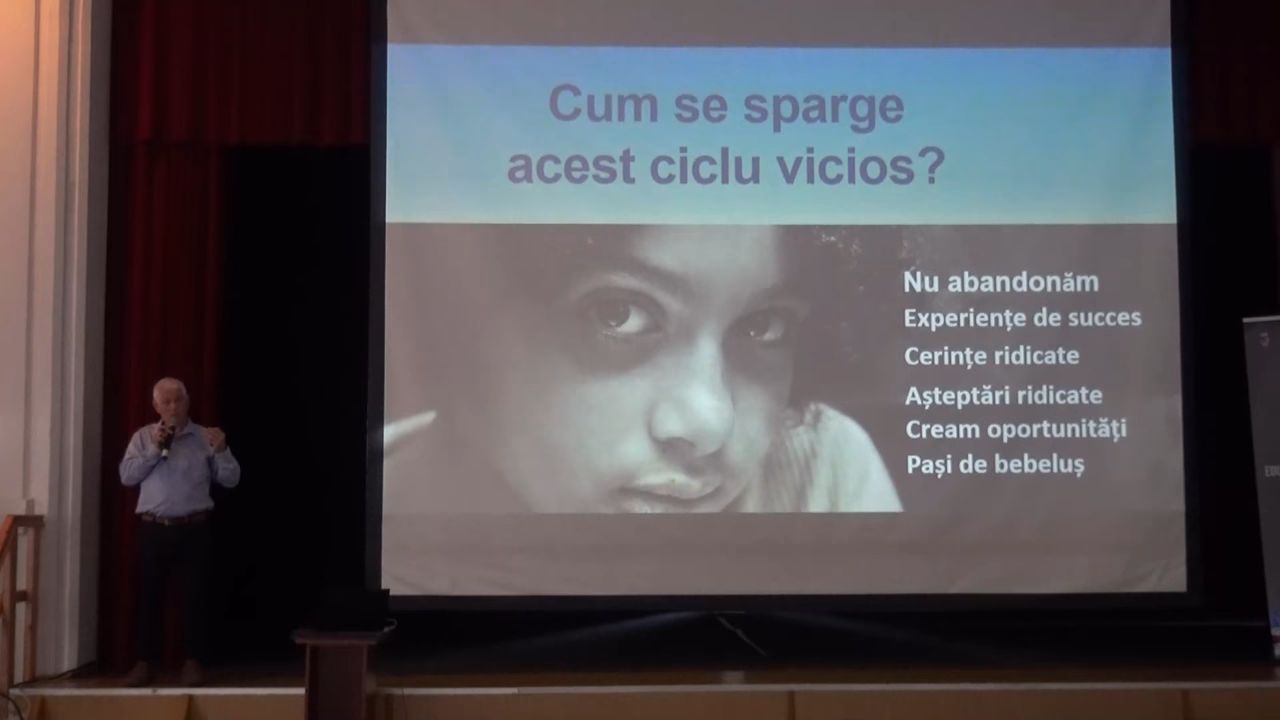 Cum se sparge
acest ciclu vicios?
Nu abandonăm
Experiențe de succes
Cerințe ridicate
Așteptări ridicate
Cream oportunități
Pași de bebeluș